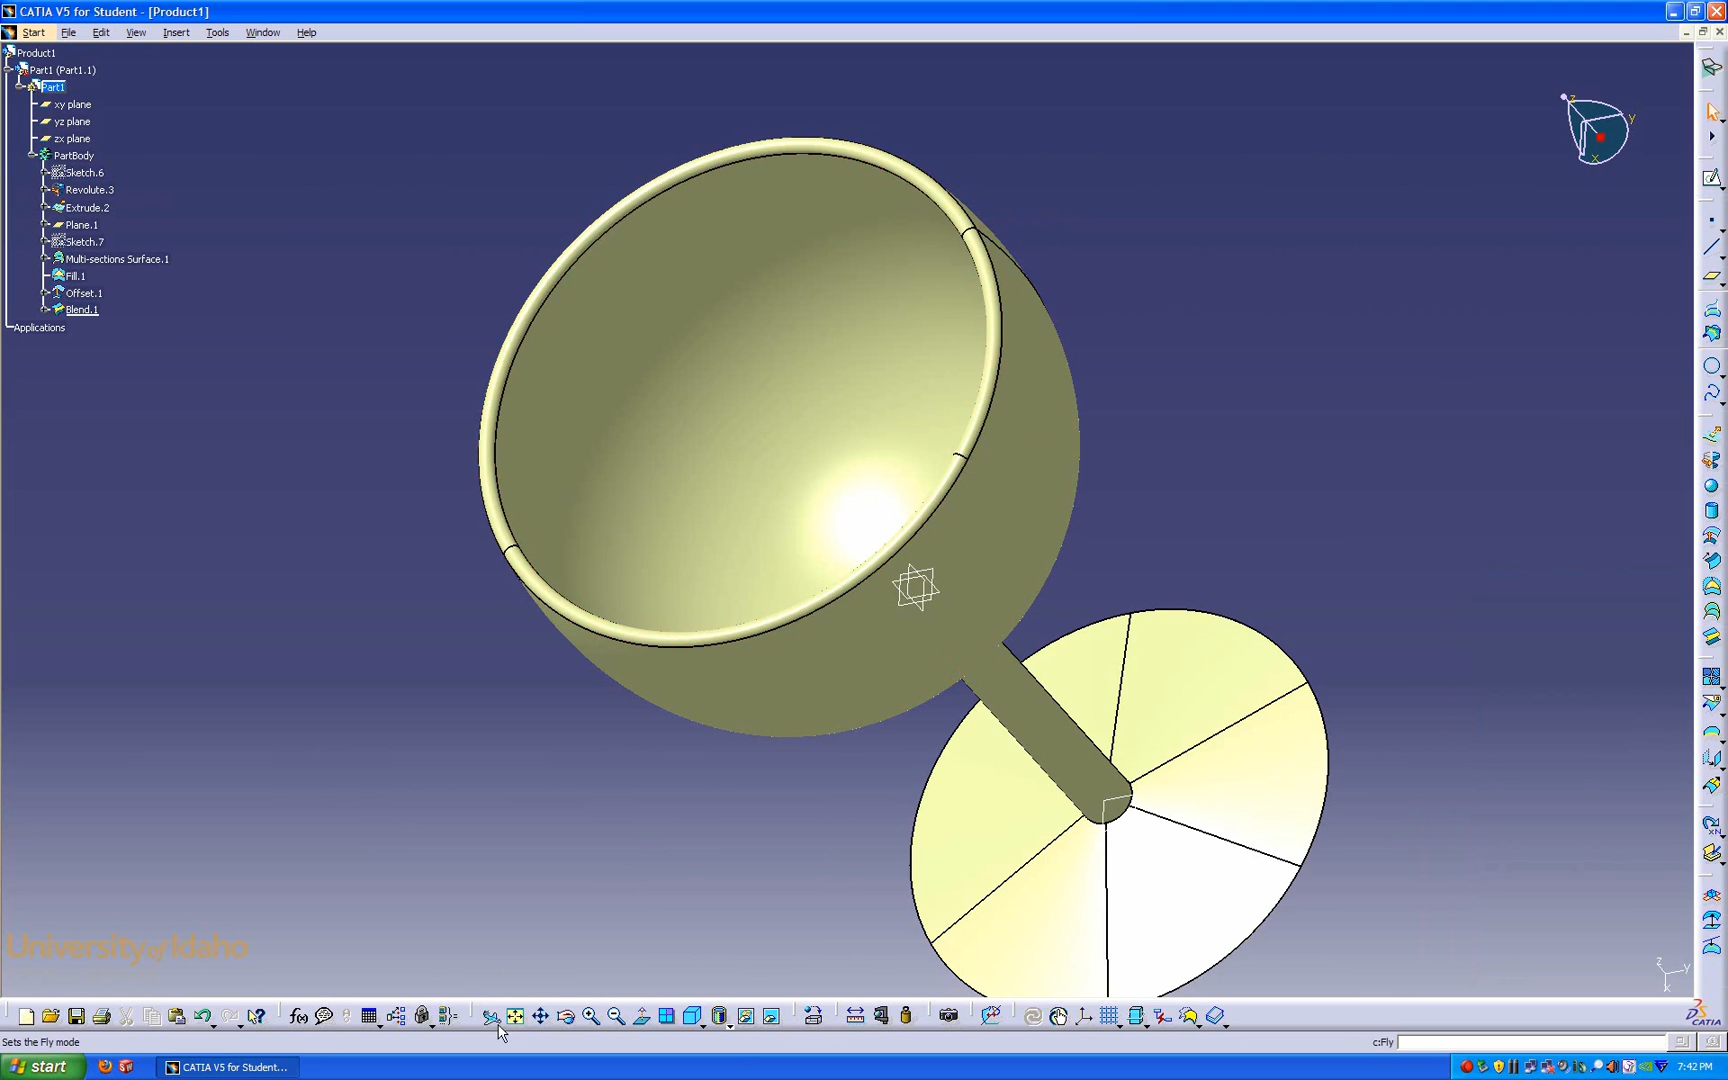 CATIA V5 for Student - [Product1]
Start File Edit View Insert Tools Window Help
Product1
Part1 (Part1.1)
Part1
xy plane
yz plane
zx plane
PartBody
Sketch.6
Revolute.3
Extrude.2
Plane.1
Sketch.7
Multi-sections Surface.1
Fill.1
Offset.1
Blend.1
Applications
z
y
x
University of Idaho
z
y
x
f(x)
CATIA
Sets the Fly mode
c:Fly
start
CATIA V5 for Student...
7:42 PM